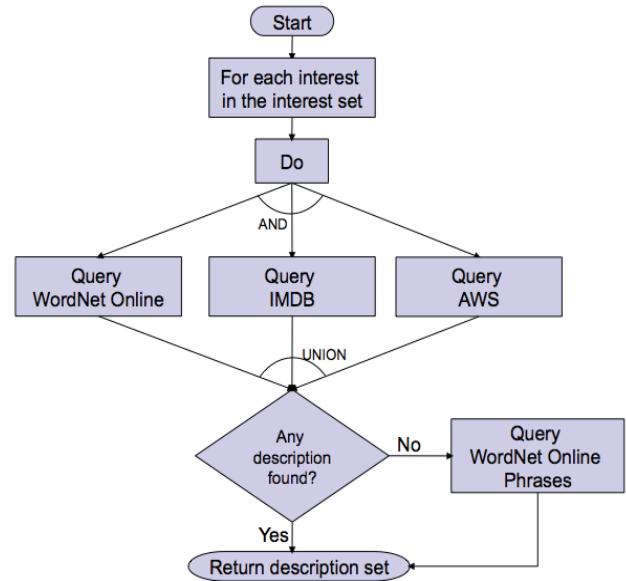 Start
For each interest
in the interest set
Do
AND
Query
WordNet Online
Query
IMDB
Query
AWS
UNION
Any
description
found?
No
Query
WordNet Online
Phrases
Yes
Return description set